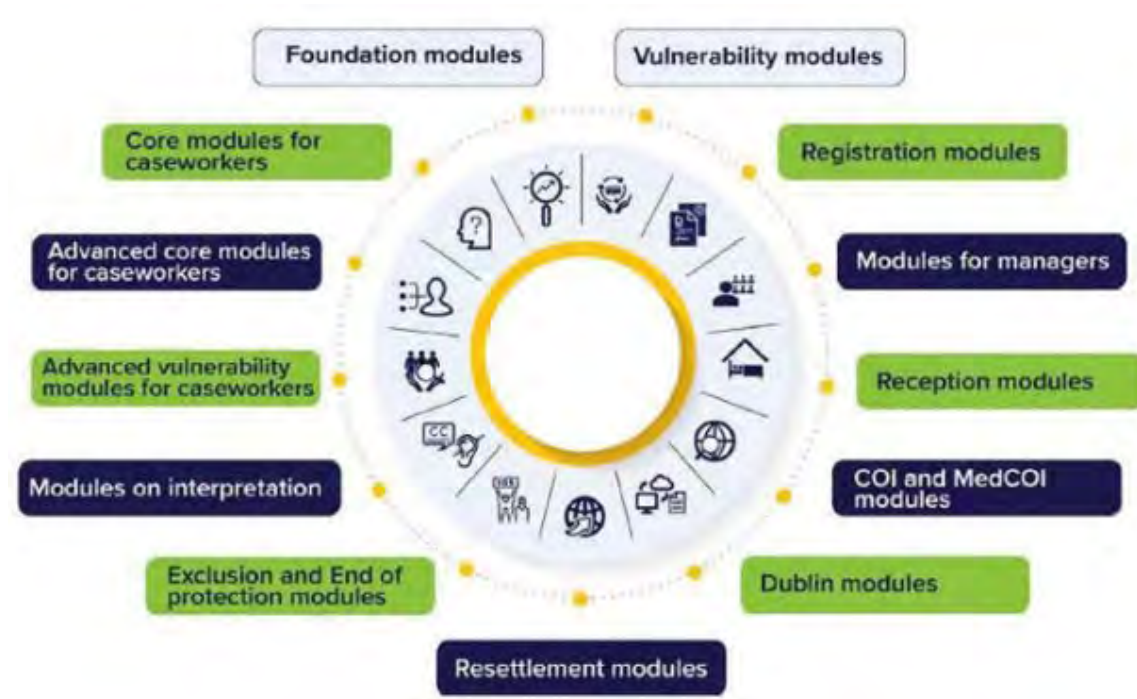 Foundation modules
Vulnerability modules
Core modules for
caseworkers
Registration modules
Advanced core modules
for caseworkers
Modules for managers
Advanced vulnerability
modules for caseworkers
Reception modules
Modules on interpretation
COI and MedCOI
modules
Exclusion and End of
protection modules
Dublin modules
Resettlement modules
?
CC